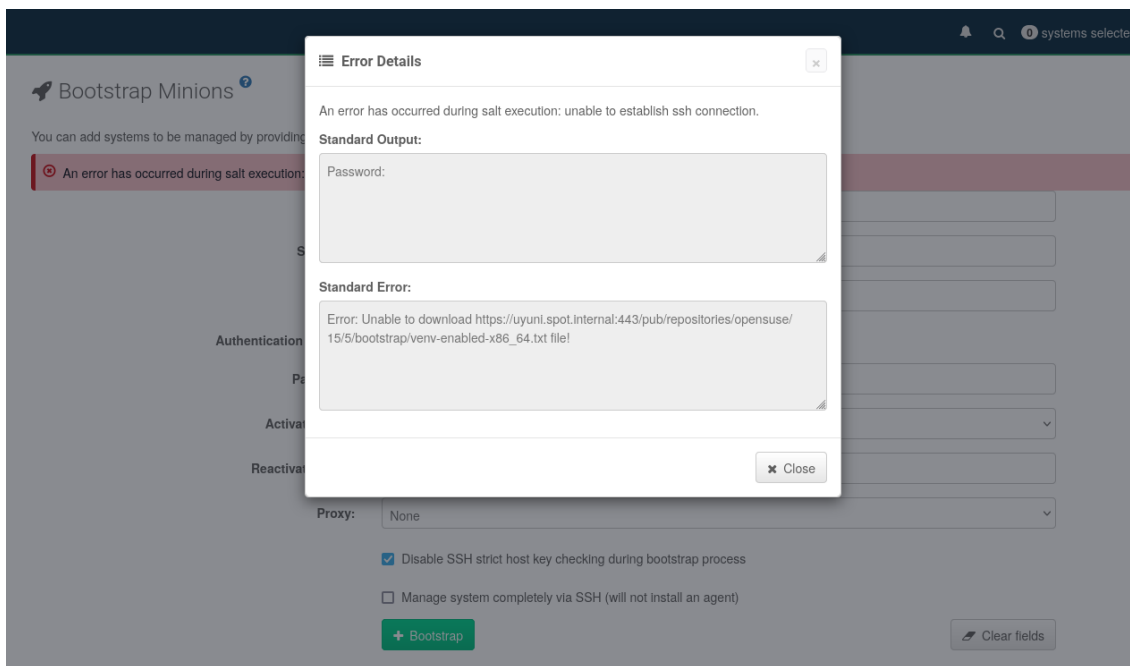 0 systems selecte
Error Details
Bootstrap Minions
An error has occurred during salt execution: unable to establish ssh connection.
You can add systems to be managed by providing
Standard Output:
An error has occurred during salt execution:
Password:
S
Standard Error:
Error: Unable to download https://uyuni.spot.internal:443/pub/repositories/opensuse/
15/5/bootstrap/venv-enabled-x86_64.txt file!
Authentication
Pa
Activat
Reactivat
Close
Proxy:
None
Disable SSH strict host key checking during bootstrap process
Manage system completely via SSH (will not install an agent)
+ Bootstrap
Clear fields